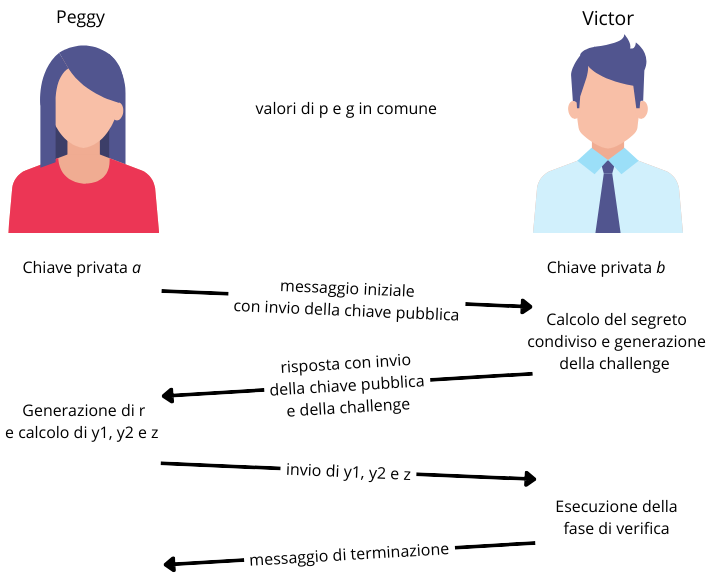 Peggy
Victor
valori di p e g in comune
Chiave privata a
Chiave privata b
messaggio iniziale
con invio della chiave pubblica
Calcolo del segreto
condiviso e generazione
della challenge
risposta con invio
della chiave pubblica
e della challenge
Generazione di r
e calcolo di y1, y2 e z
invio di y1, y2 e z
Esecuzione della
fase di verifica
messaggio di terminazione